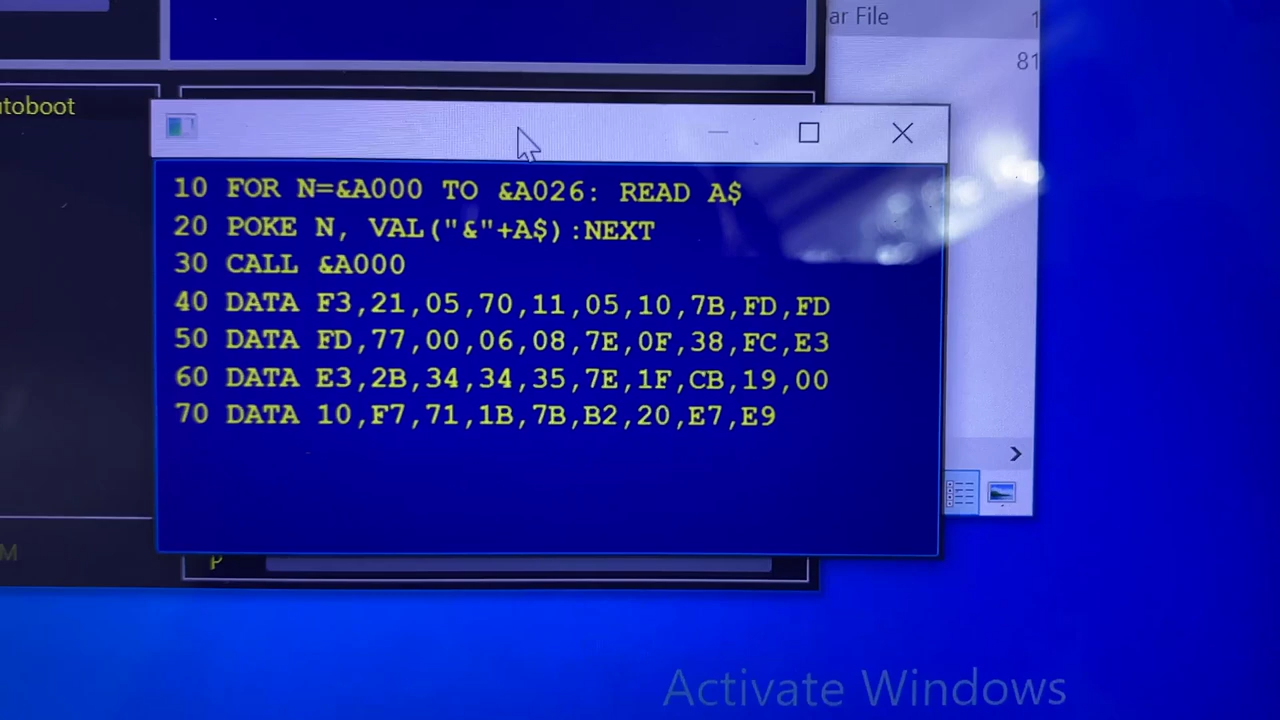 ar File
1
81
utoboot
10 FOR N=&A000 TO &A026: READ A$
20 POKE N, VAL("&"+A$):NEXT
30 CALL &A000
40 DATA F3,21,05,70,11,05,10,7B,FD,FD
50 DATA FD,77,00,06,08,7E,0F,38,FC,E3
60 DATA E3,2B,34,34,35,7E,1F,CB,19,00
70 DATA 10,F7,71,1B,7B,B2,20,E7,E9
M
P
Activate Windows